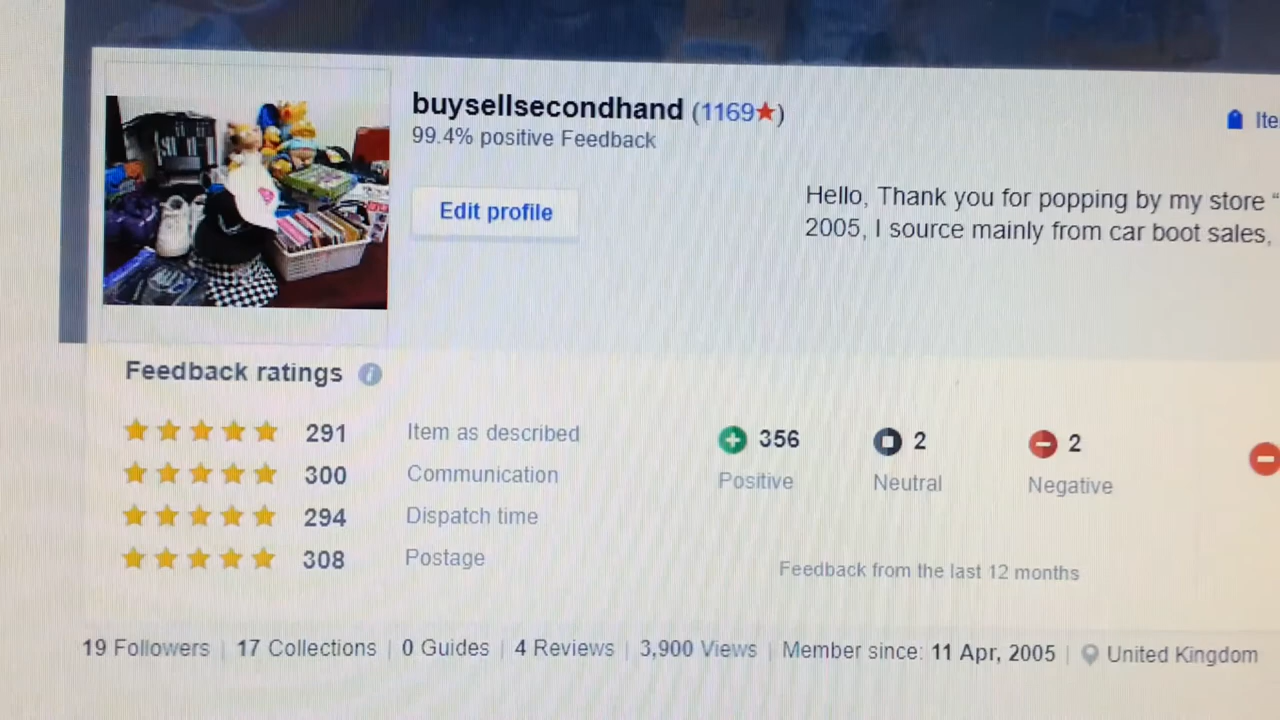 buysellsecondhand (1169★)
99.4% positive Feedback
Edit profile
Hello, Thank you for popping by my store "
2005, I source mainly from car boot sales,
Feedback ratings
291 Item as described
300 Communication
294 Dispatch time
308 Postage
356 Positive
2 Neutral
2 Negative
Feedback from the last 12 months
19 Followers | 17 Collections | 0 Guides | 4 Reviews | 3,900 Views | Member since: 11 Apr, 2005 | United Kingdom